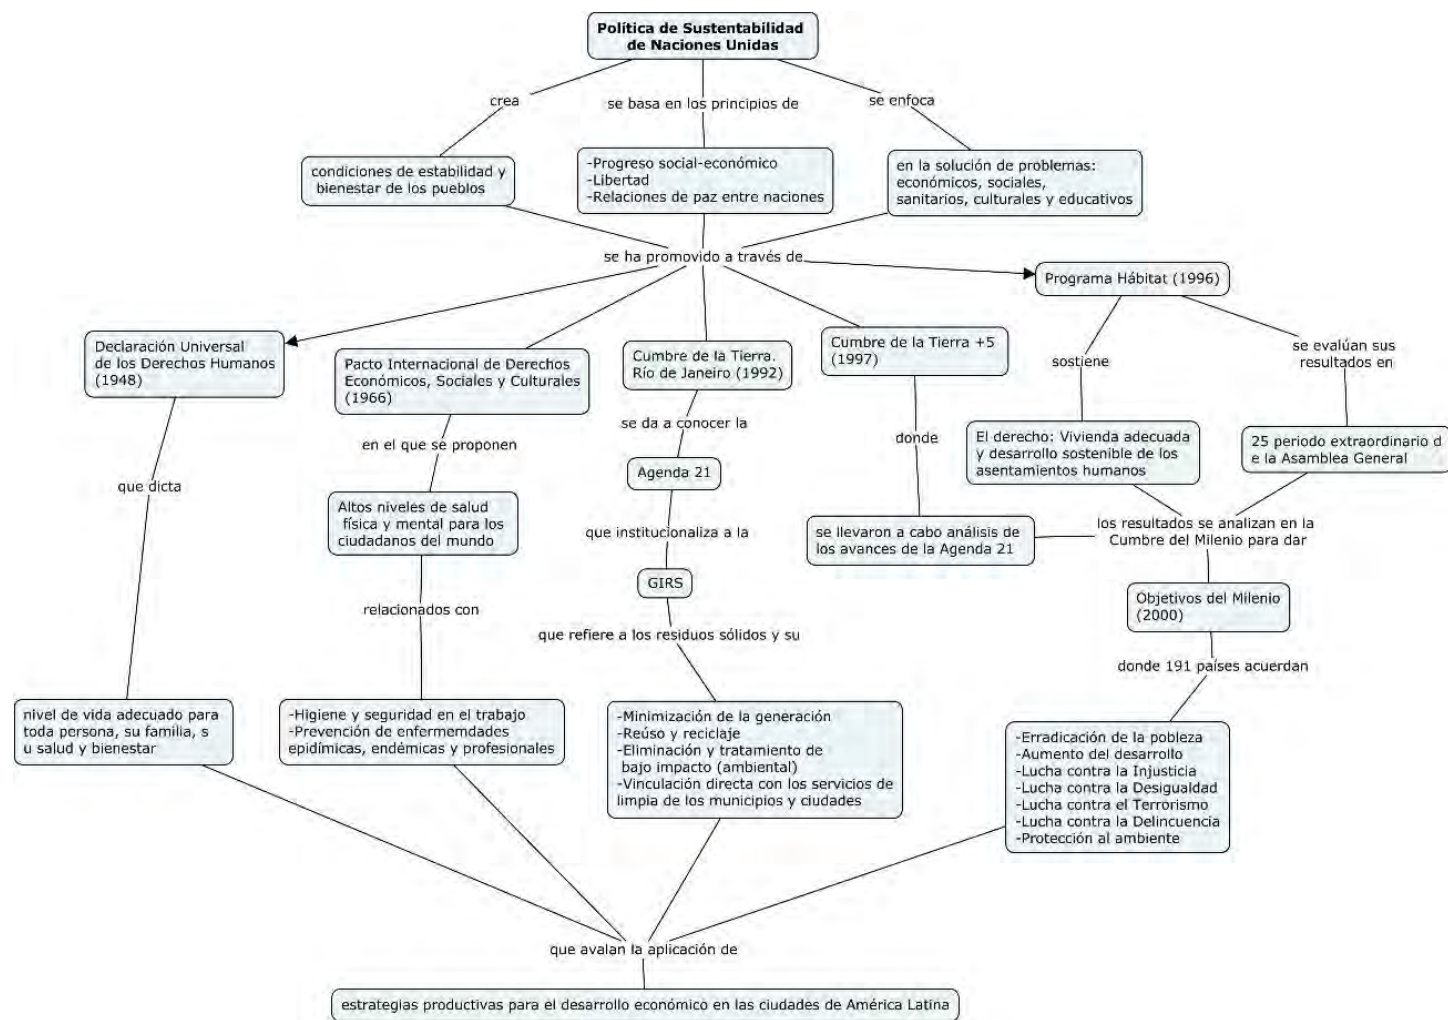 Política de Sustentabilidad
de Naciones Unidas
crea
se basa en los principios de
se enfoca
condiciones de estabilidad y
bienestar de los pueblos
-Progreso social-económico
-Libertad
-Relaciones de paz entre naciones
en la solución de problemas:
económicos, sociales,
sanitarios, culturales y educativos
se ha promovido a través de
Programa Hábitat (1996)
Declaración Universal
de los Derechos Humanos
(1948)
Pacto Internacional de Derechos
Económicos, Sociales y Culturales
(1966)
Cumbre de la Tierra.
Río de Janeiro (1992)
Cumbre de la Tierra +5
(1997)
sostiene
se evalúan sus
resultados en
en el que se proponen
se da a conocer la
donde
El derecho: Vivienda adecuada
y desarrollo sostenible de los
asentamientos humanos
25 periodo extraordinario d
e la Asamblea General
que dicta
Altos niveles de salud
física y mental para los
ciudadanos del mundo
Agenda 21
que institucionaliza a la
se llevaron a cabo análisis de
los avances de la Agenda 21
los resultados se analizan en la
Cumbre del Milenio para dar
GIRS
Objetivos del Milenio
(2000)
relacionados con
que refiere a los residuos sólidos y su
donde 191 países acuerdan
nivel de vida adecuado para
toda persona, su familia, s
u salud y bienestar
-Higiene y seguridad en el trabajo
-Prevención de enfermemdades
epidímicas, endémicas y profesionales
-Minimización de la generación
-Reúso y reciclaje
-Eliminación y tratamiento de
bajo impacto (ambiental)
-Vinculación directa con los servicios de
limpia de los municipios y ciudades
-Erradicación de la pobleza
-Aumento del desarrollo
-Lucha contra la Injusticia
-Lucha contra la Desigualdad
-Lucha contra el Terrorismo
-Lucha contra la Delincuencia
-Protección al ambiente
que avalan la aplicación de
estrategias productivas para el desarrollo económico en las ciudades de América Latina